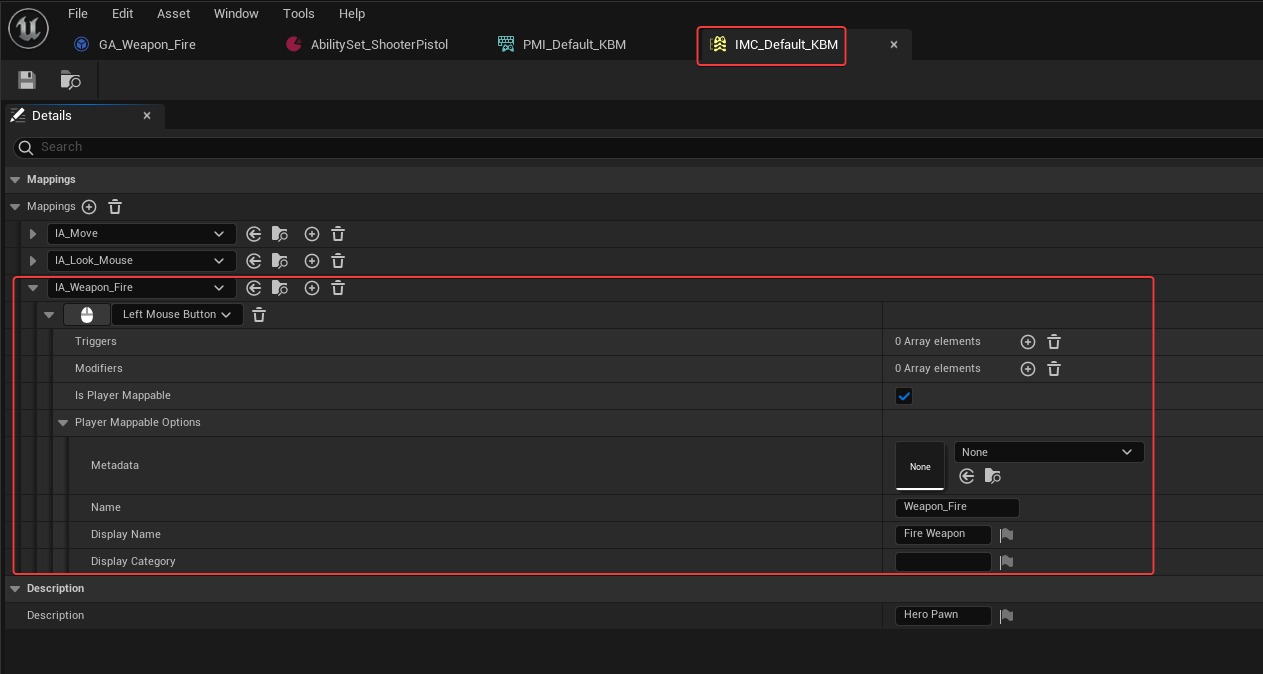 File Edit Asset Window Tools Help
GA_Weapon_Fire AbilitySet_ShooterPistol PMI_Default_KBM IMC_Default_KBM
Details
Search
Mappings
Mappings
IA_Move
IA_Look_Mouse
IA_Weapon_Fire
Left Mouse Button
Triggers 0 Array elements
Modifiers 0 Array elements
Is Player Mappable
Player Mappable Options
Metadata None None
Name Weapon_Fire
Display Name Fire Weapon
Display Category
Description
Description Hero Pawn